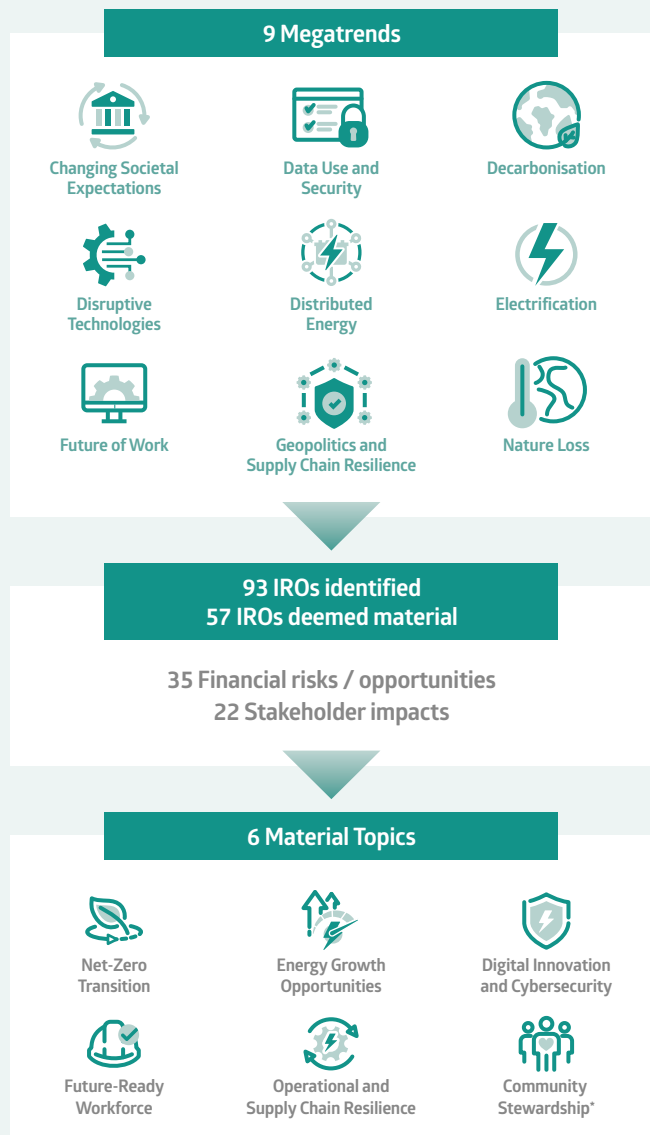 9 Megatrends
Changing Societal
Expectations
Data Use and
Security
Decarbonisation
Disruptive
Technologies
Distributed
Energy
Electrification
Future of Work
Geopolitics and
Supply Chain Resilience
Nature Loss
93 IROs identified
57 IROs deemed material
35 Financial risks / opportunities
22 Stakeholder impacts
6 Material Topics
Net-Zero
Transition
Energy Growth
Opportunities
Digital Innovation
and Cybersecurity
Future-Ready
Workforce
Operational and
Supply Chain Resilience
Community
Stewardship*